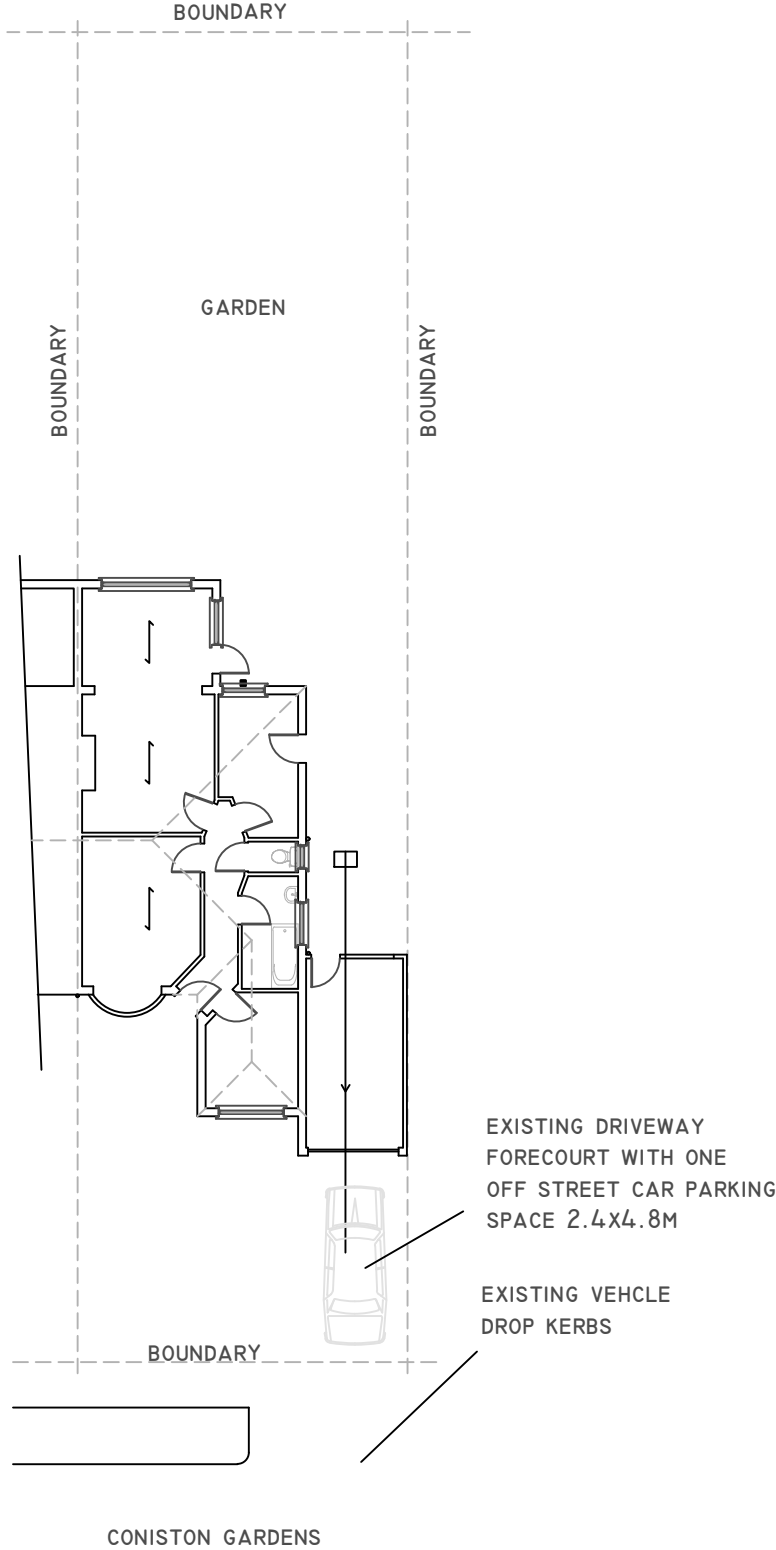 BOUNDARY
GARDEN
BOUNDARY
BOUNDARY
EXISTING DRIVEWAY
FORECOURT WITH ONE
OFF STREET CAR PARKING
SPACE 2.4X4.8M
EXISTING VEHCLE
DROP KERBS
BOUNDARY
CONISTON GARDENS